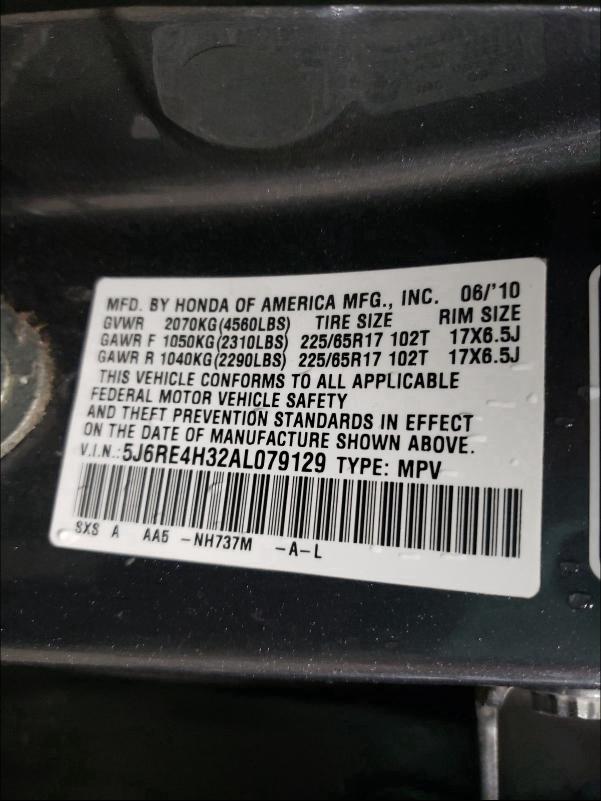 MFD. BY HONDA OF AMERICA MFG., INC. 06/'10
GVWR 2070KG(4560LBS) TIRE SIZE RIM SIZE
GAWR F 1050KG(2310LBS) 225/65R17 102T 17X6.5J
GAWR R 1040KG(2290LBS) 225/65R17 102T 17X6.5J
THIS VEHICLE CONFORMS TO ALL APPLICABLE
FEDERAL MOTOR VEHICLE SAFETY
AND THEFT PREVENTION STANDARDS IN EFFECT
ON THE DATE OF MANUFACTURE SHOWN ABOVE.
V.I.N.:5J6RE4H32AL079129 TYPE: MPV
SXS A AA5 -NH737M -A-L